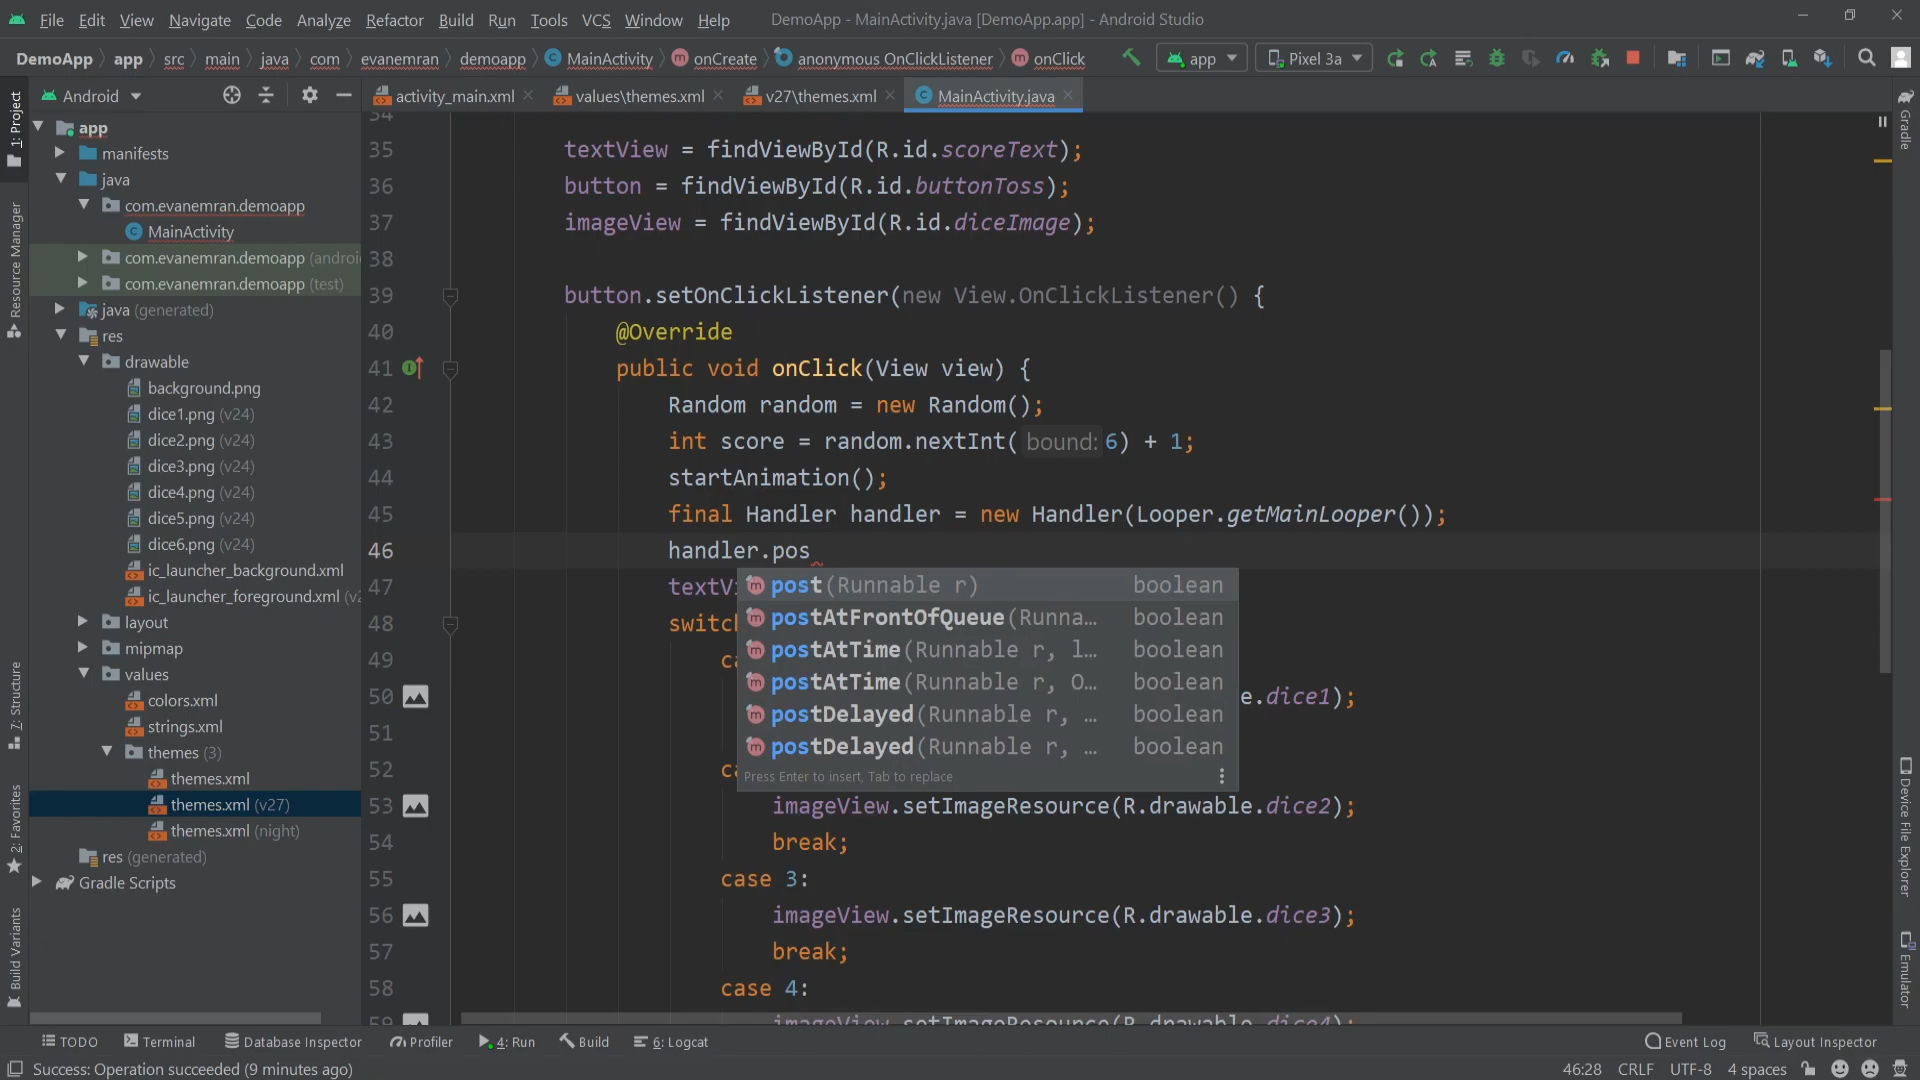 File Edit View Navigate Code Analyze Refactor Build Run Tools VCS Window Help DemoApp - MainActivity.java [DemoApp.app] - Android Studio
DemoApp app src main java com evanemran demoapp MainActivity onCreate anonymous OnClickListener onClick app Pixel 3a
Android activity_main.xml values\themes.xml v27\themes.xml MainActivity.java
1: Project
Resource Manager
7: Structure
2: Favorites
Build Variants
app
manifests
java
com.evanemran.demoapp
MainActivity
com.evanemran.demoapp (androi
com.evanemran.demoapp (test)
java (generated)
res
drawable
background.png
dice1.png (v24)
dice2.png (v24)
dice3.png (v24)
dice4.png (v24)
dice5.png (v24)
dice6.png (v24)
ic_launcher_background.xml
ic_launcher_foreground.xml (v2
layout
mipmap
values
colors.xml
strings.xml
themes (3)
themes.xml
themes.xml (v27)
themes.xml (night)
res (generated)
Gradle Scripts
34
35 textView = findViewById(R.id.scoreText);
36 button = findViewById(R.id.buttonToss);
37 imageView = findViewById(R.id.diceImage);
38
39 button.setOnClickListener(new View.OnClickListener() {
40 @Override
41 public void onClick(View view) {
42 Random random = new Random();
43 int score = random.nextInt( bound: 6) + 1;
44 startAnimation();
45 final Handler handler = new Handler(Looper.getMainLooper());
46 handler.pos
47 textVi
48 switch
49 ca
50 e.dice1);
51
52 ca
53 imageView.setImageResource(R.drawable.dice2);
54 break;
55 case 3:
56 imageView.setImageResource(R.drawable.dice3);
57 break;
58 case 4:
59 imageView.setImageResource(R.drawable.dice4);
post(Runnable r) boolean
postAtFrontOfQueue(Runna… boolean
postAtTime(Runnable r, l… boolean
postAtTime(Runnable r, O… boolean
postDelayed(Runnable r, … boolean
postDelayed(Runnable r, … boolean
Press Enter to insert, Tab to replace
Gradle
Device File Explorer
Emulator
TODO Terminal Database Inspector Profiler 4: Run Build 6: Logcat Event Log Layout Inspector
Success: Operation succeeded (9 minutes ago) 46:28 CRLF UTF-8 4 spaces